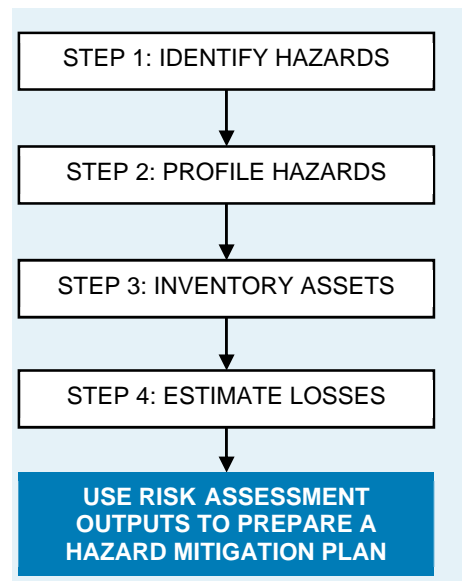 STEP 1: IDENTIFY HAZARDS
STEP 2: PROFILE HAZARDS
STEP 3: INVENTORY ASSETS
STEP 4: ESTIMATE LOSSES
USE RISK ASSESSMENT
OUTPUTS TO PREPARE A
HAZARD MITIGATION PLAN